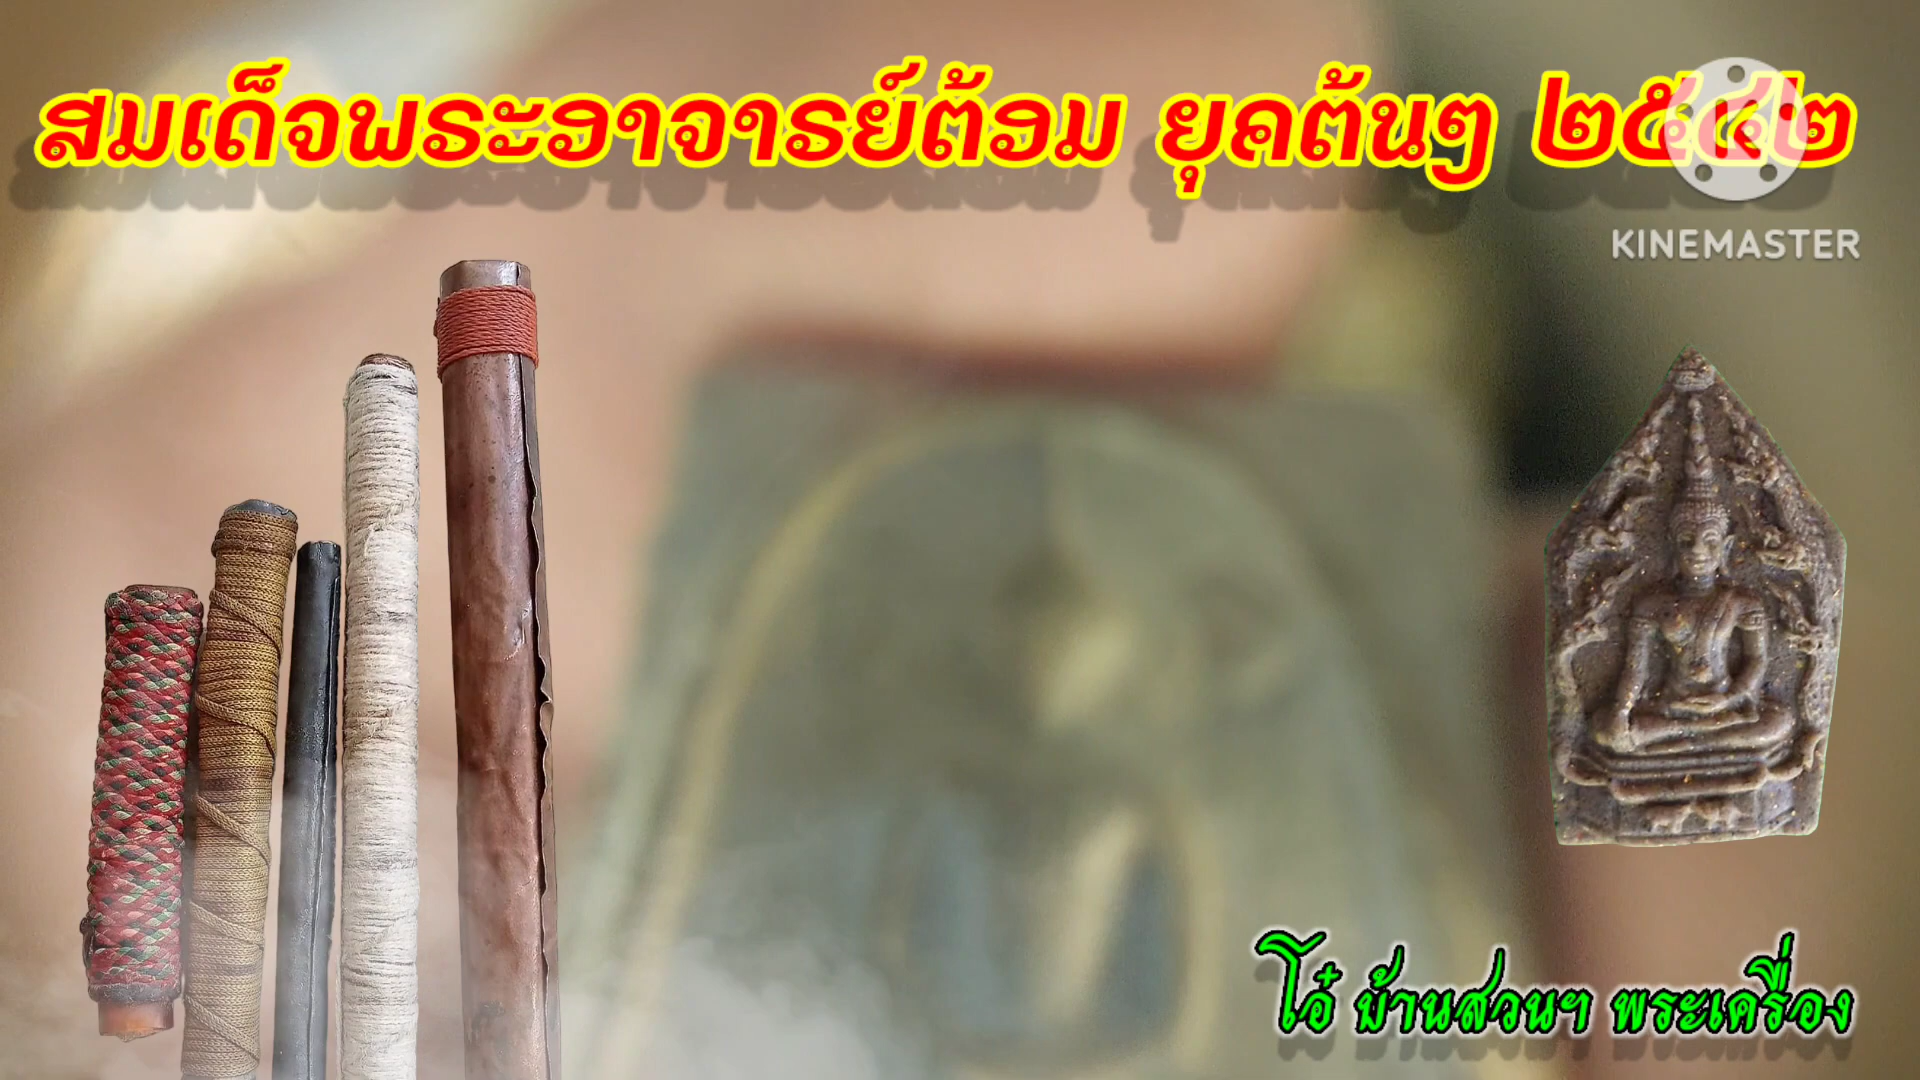 สมเด็จพระอาจารย์ต้อม ยุคต้นๆ ๒๕๔๒
KINEMASTER
โอ๋ บ้านสวนฯ พระเครื่อง